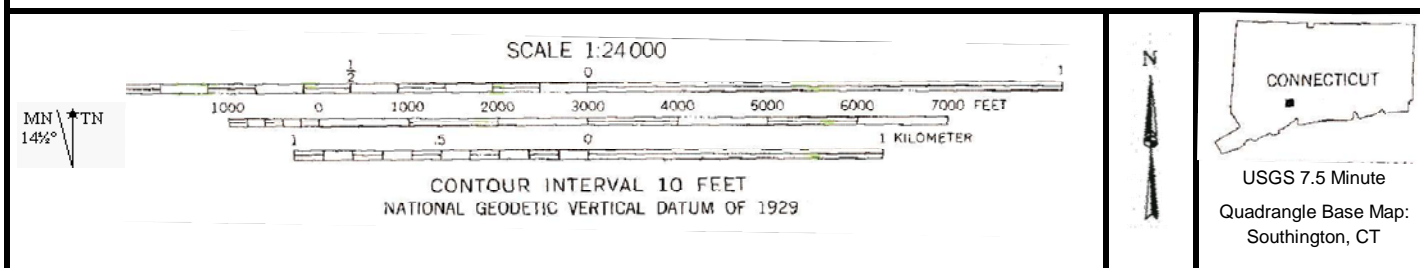 SCALE 1:24 000
½ 0 1
1000 0 1000 2000 3000 4000 5000 6000 7000 FEET
1 .5 0 1 KILOMETER
CONTOUR INTERVAL 10 FEET
NATIONAL GEODETIC VERTICAL DATUM OF 1929
MN TN
14½°
N
CONNECTICUT
USGS 7.5 Minute
Quadrangle Base Map:
Southington, CT